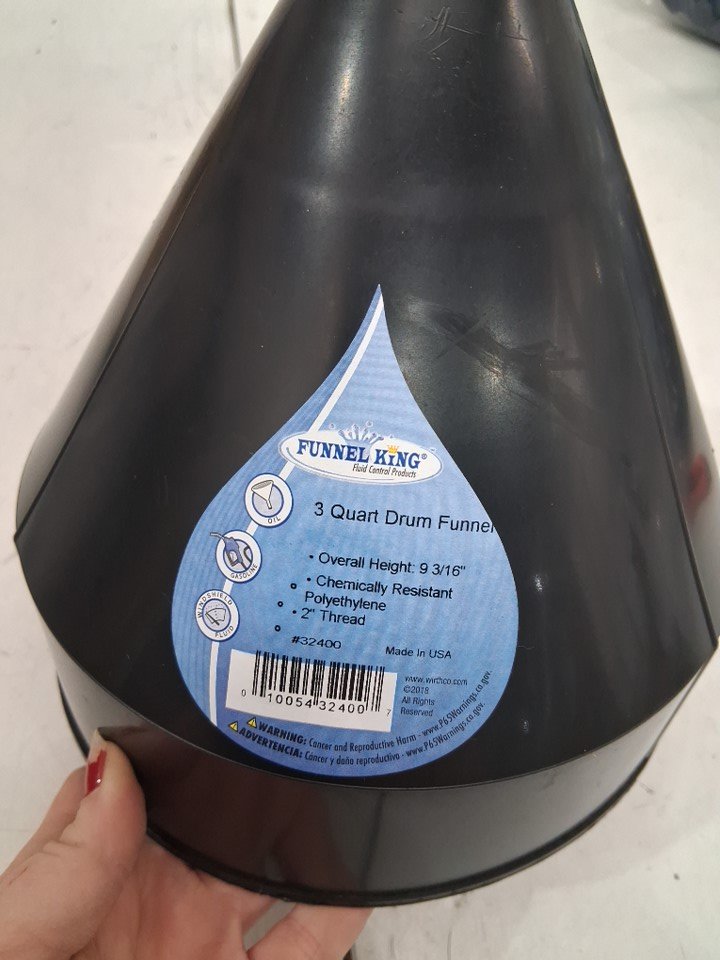 FUNNEL KING®
Fluid Control Products
OIL
GASOLINE
WINDSHIELD
FLUID
3 Quart Drum Funnel
• Overall Height: 9 3/16"
• Chemically Resistant
Polyethylene
• 2" Thread
#32400
Made In USA
0 10054 32400 7
www.wirthco.com
©2018
All Rights
Reserved
WARNING: Cancer and Reproductive Harm - www.P65Warnings.ca.gov.
ADVERTENCIA: Cáncer y daño reproductivo - www.P65Warnings.ca.gov.